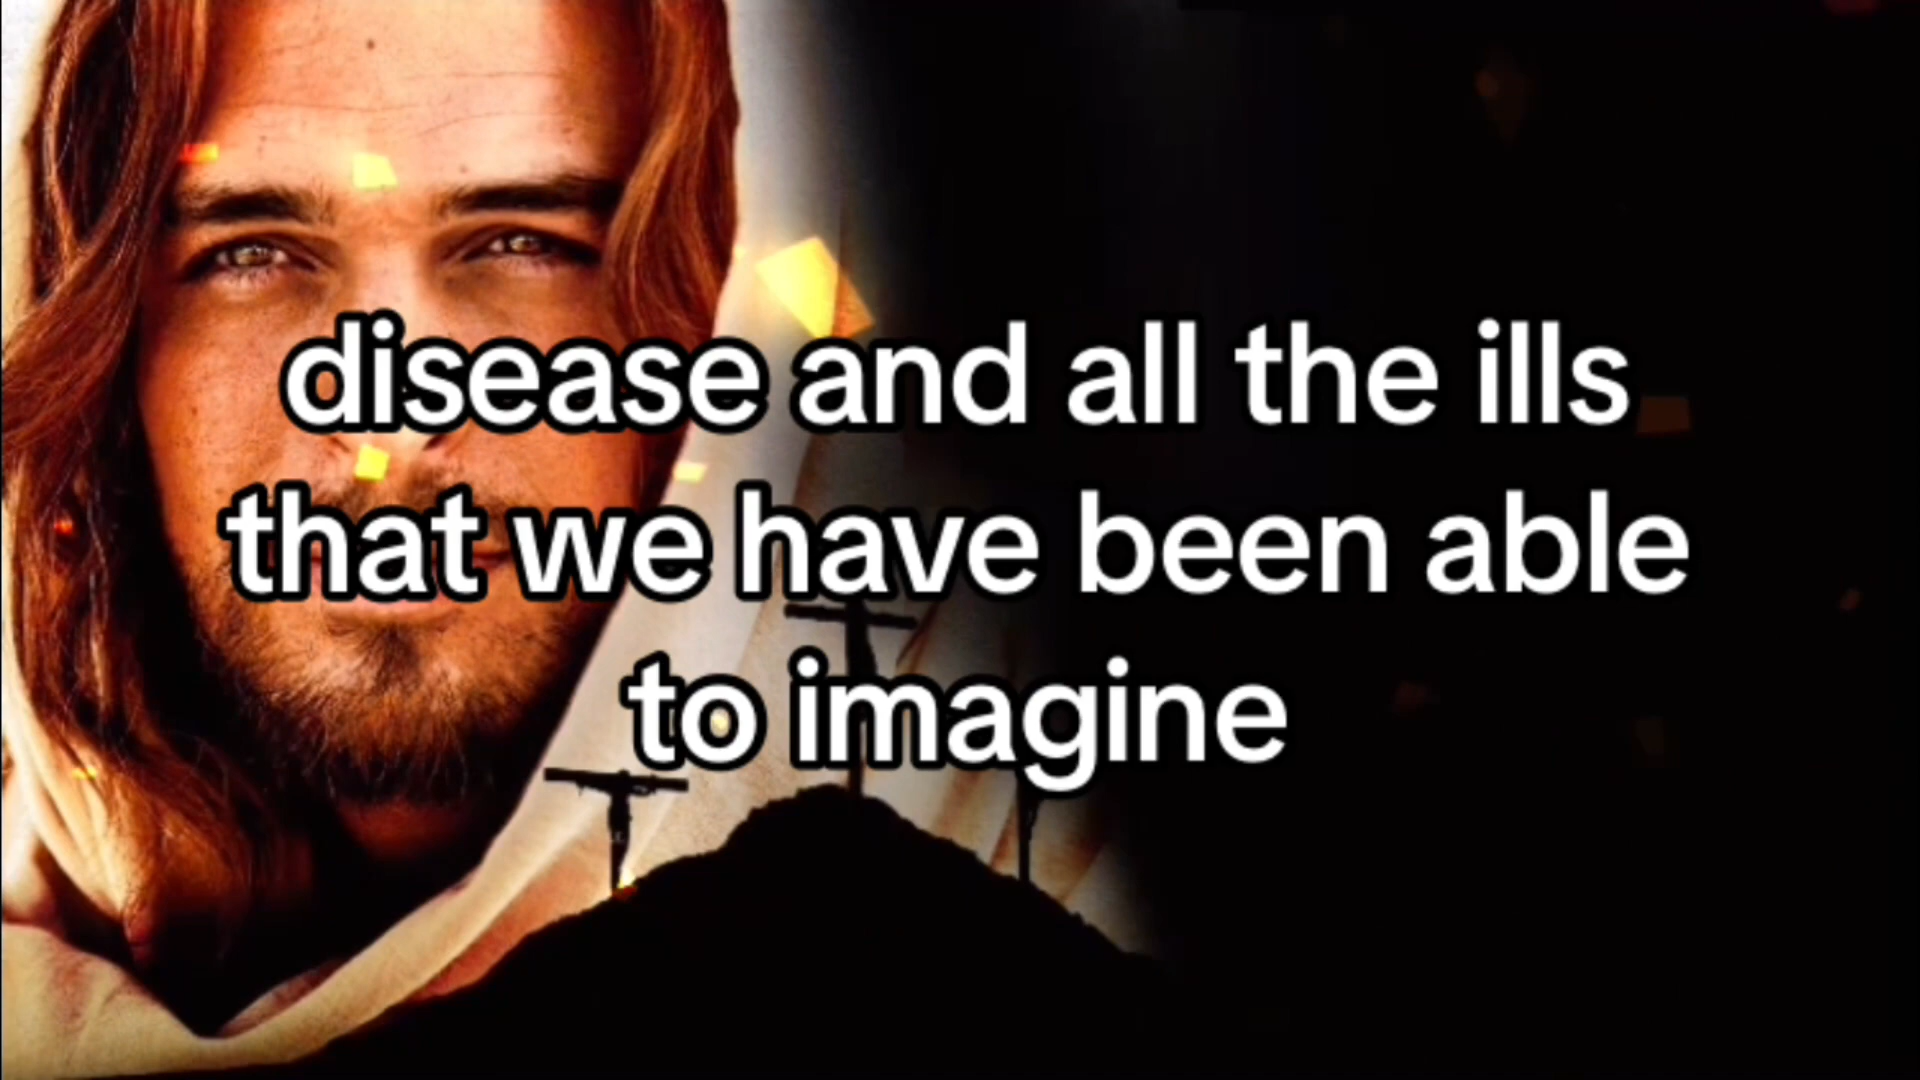 disease and all the ills
that we have been able
to imagine